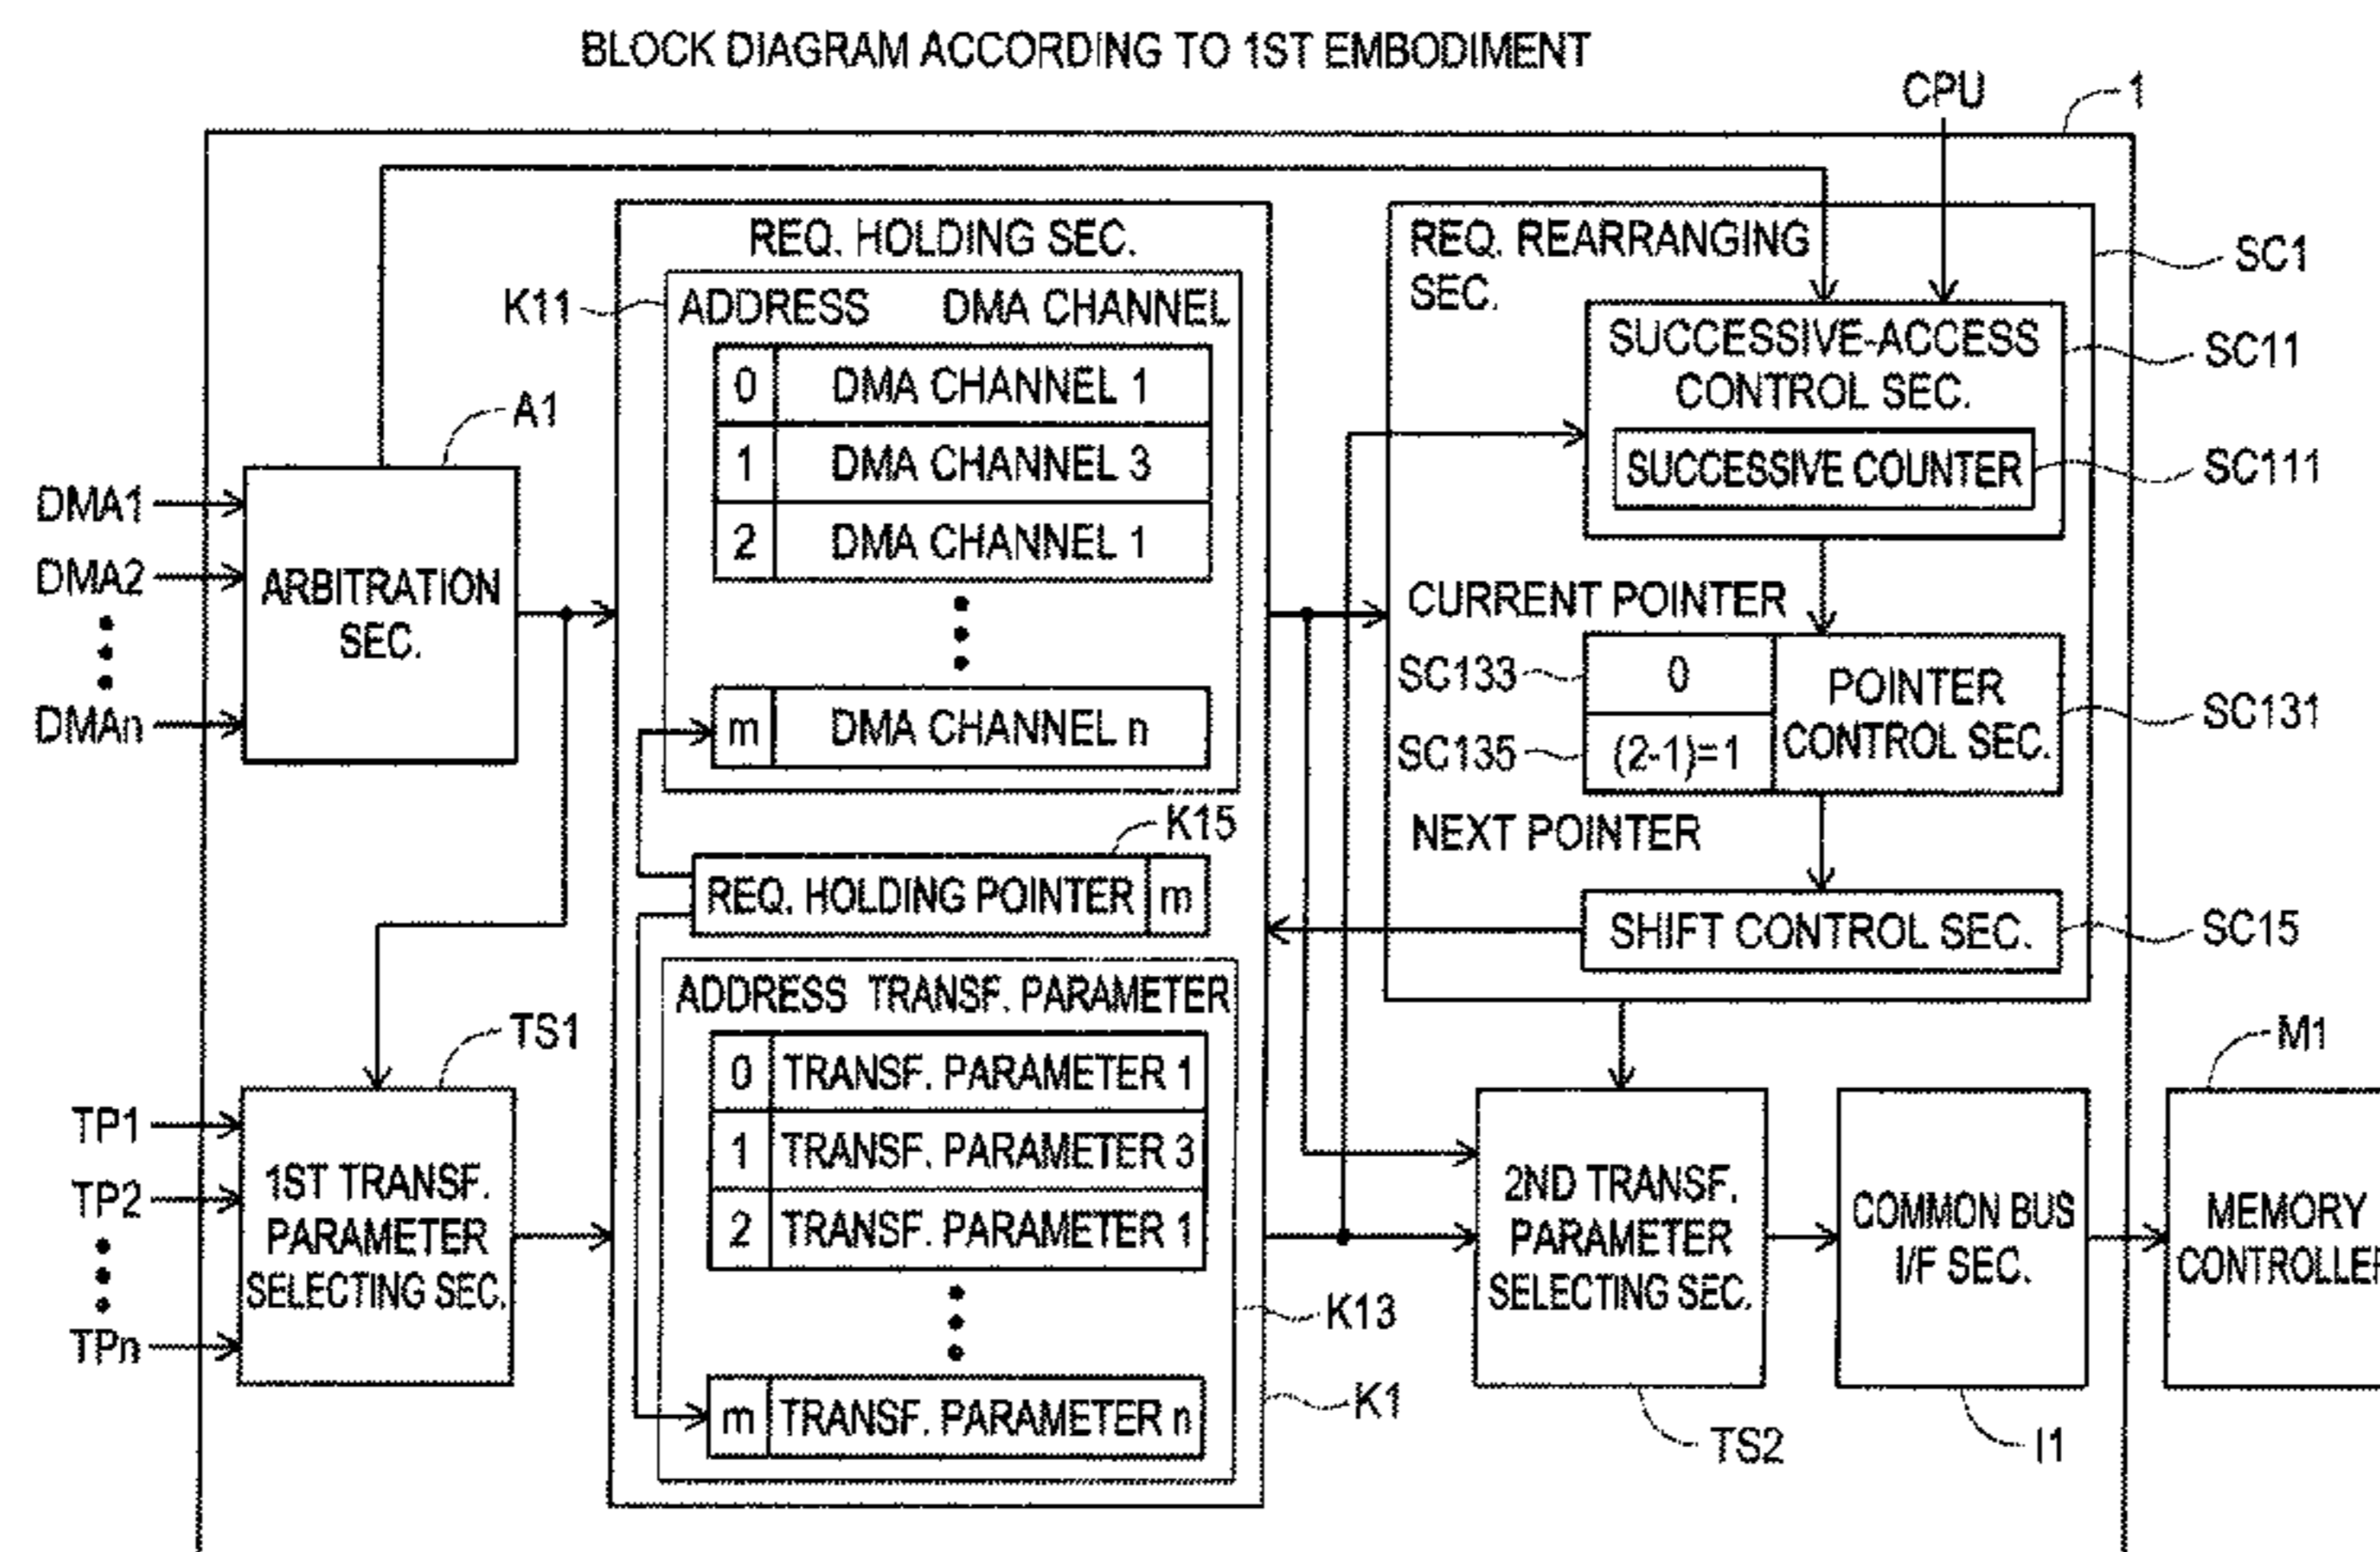 BLOCK DIAGRAM ACCORDING TO 1ST EMBODIMENT
CPU
1
REQ. HOLDING SEC.
REQ. REARRANGING
SEC.
SC1
K11
ADDRESS DMA CHANNEL
0 DMA CHANNEL 1
1 DMA CHANNEL 3
2 DMA CHANNEL 1
m DMA CHANNEL n
SUCCESSIVE-ACCESS
CONTROL SEC.
SC11
SUCCESSIVE COUNTER
SC111
A1
DMA1
DMA2
DMAn
ARBITRATION
SEC.
CURRENT POINTER
SC133
0
SC135
(2-1)=1
POINTER
CONTROL SEC.
SC131
NEXT POINTER
K15
REQ. HOLDING POINTER m
SHIFT CONTROL SEC.
SC15
ADDRESS TRANSF. PARAMETER
0 TRANSF. PARAMETER 1
1 TRANSF. PARAMETER 3
2 TRANSF. PARAMETER 1
m TRANSF. PARAMETER n
K13
K1
TS1
TP1
TP2
TPn
1ST TRANSF.
PARAMETER
SELECTING SEC.
2ND TRANSF.
PARAMETER
SELECTING SEC.
TS2
COMMON BUS
I/F SEC.
I1
M1
MEMORY
CONTROLLER